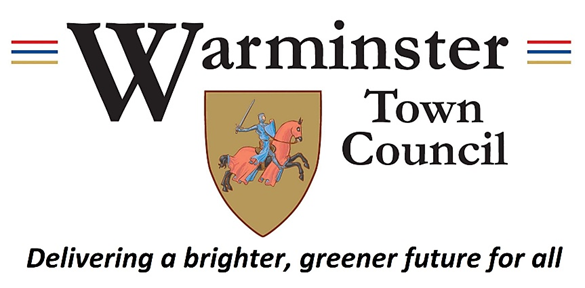 Warminster
Town
Council
Delivering a brighter, greener future for all